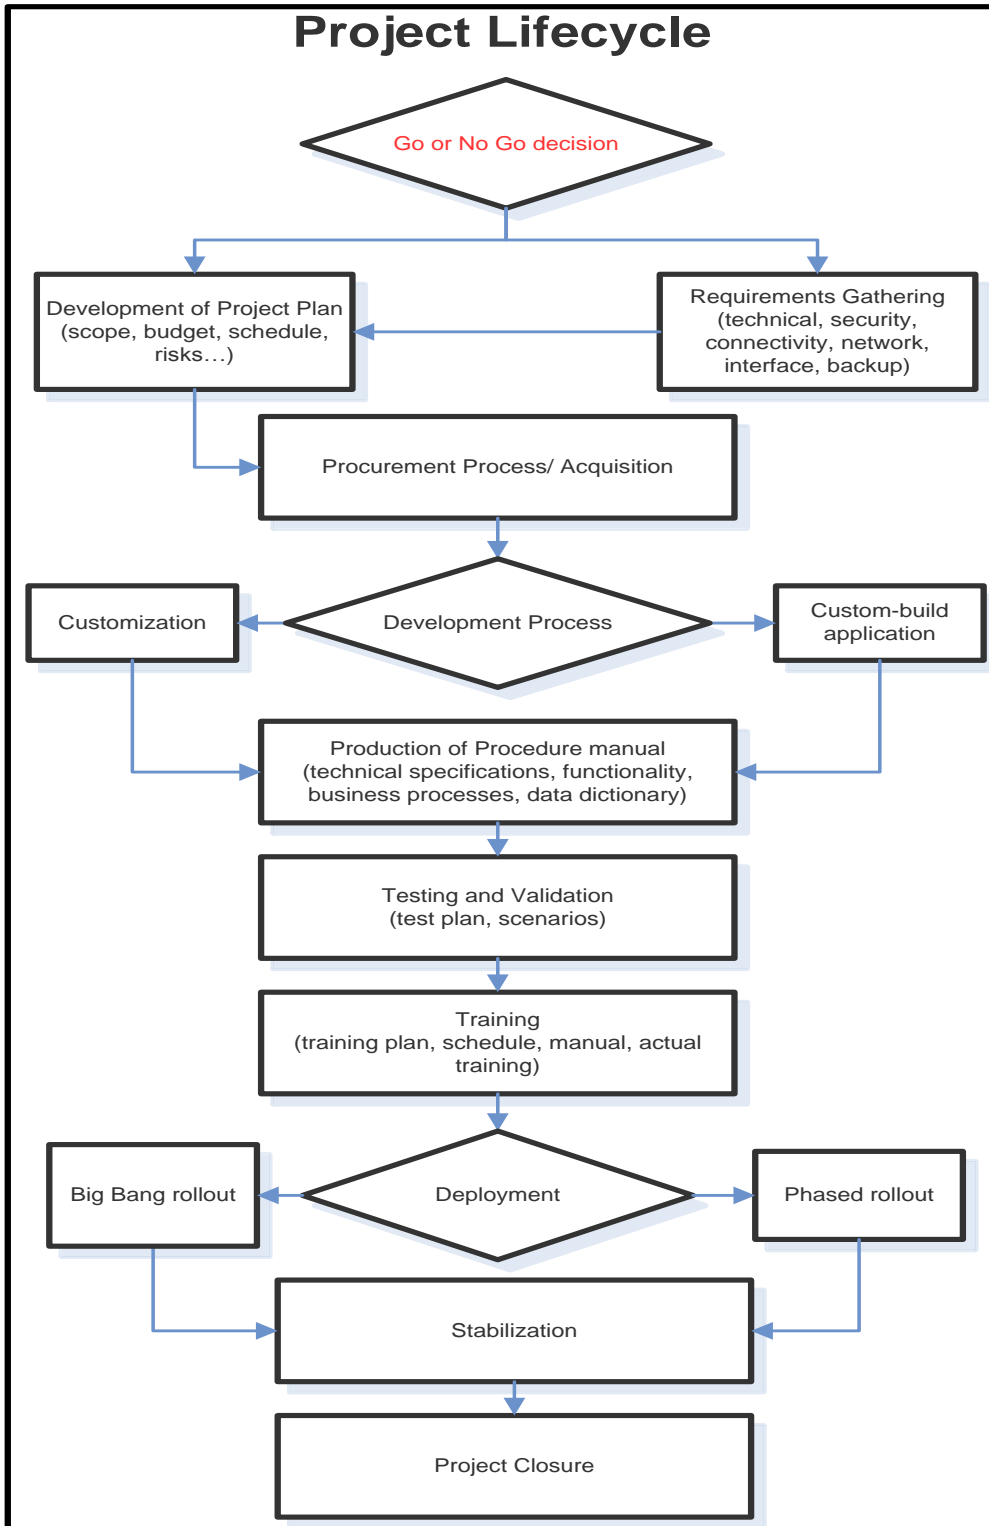 Project Lifecycle
Go or No Go decision
Development of Project Plan
(scope, budget, schedule,
risks…)
Requirements Gathering
(technical, security,
connectivity, network,
interface, backup)
Procurement Process/ Acquisition
Customization
Development Process
Custom-build
application
Production of Procedure manual
(technical specifications, functionality,
business processes, data dictionary)
Testing and Validation
(test plan, scenarios)
Training
(training plan, schedule, manual, actual
training)
Big Bang rollout
Deployment
Phased rollout
Stabilization
Project Closure